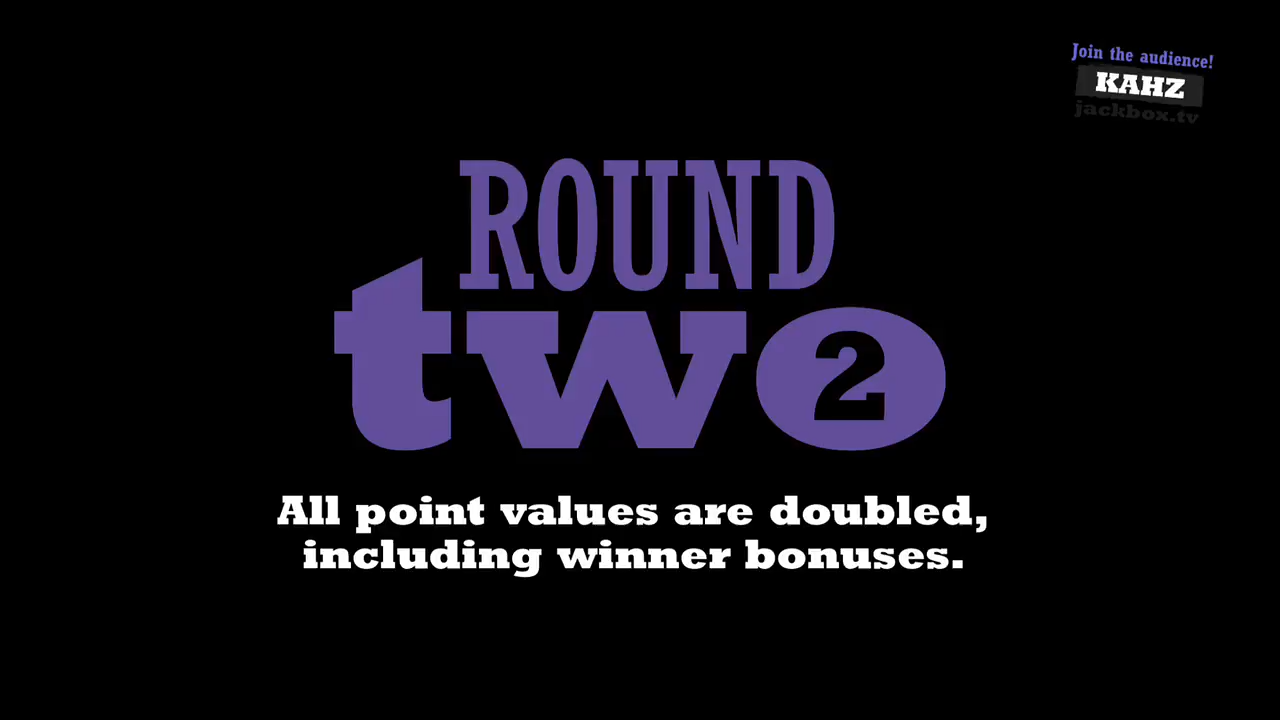 Join the audience!
KAHZ
jackbox.tv
ROUND
two
2
All point values are doubled,
including winner bonuses.